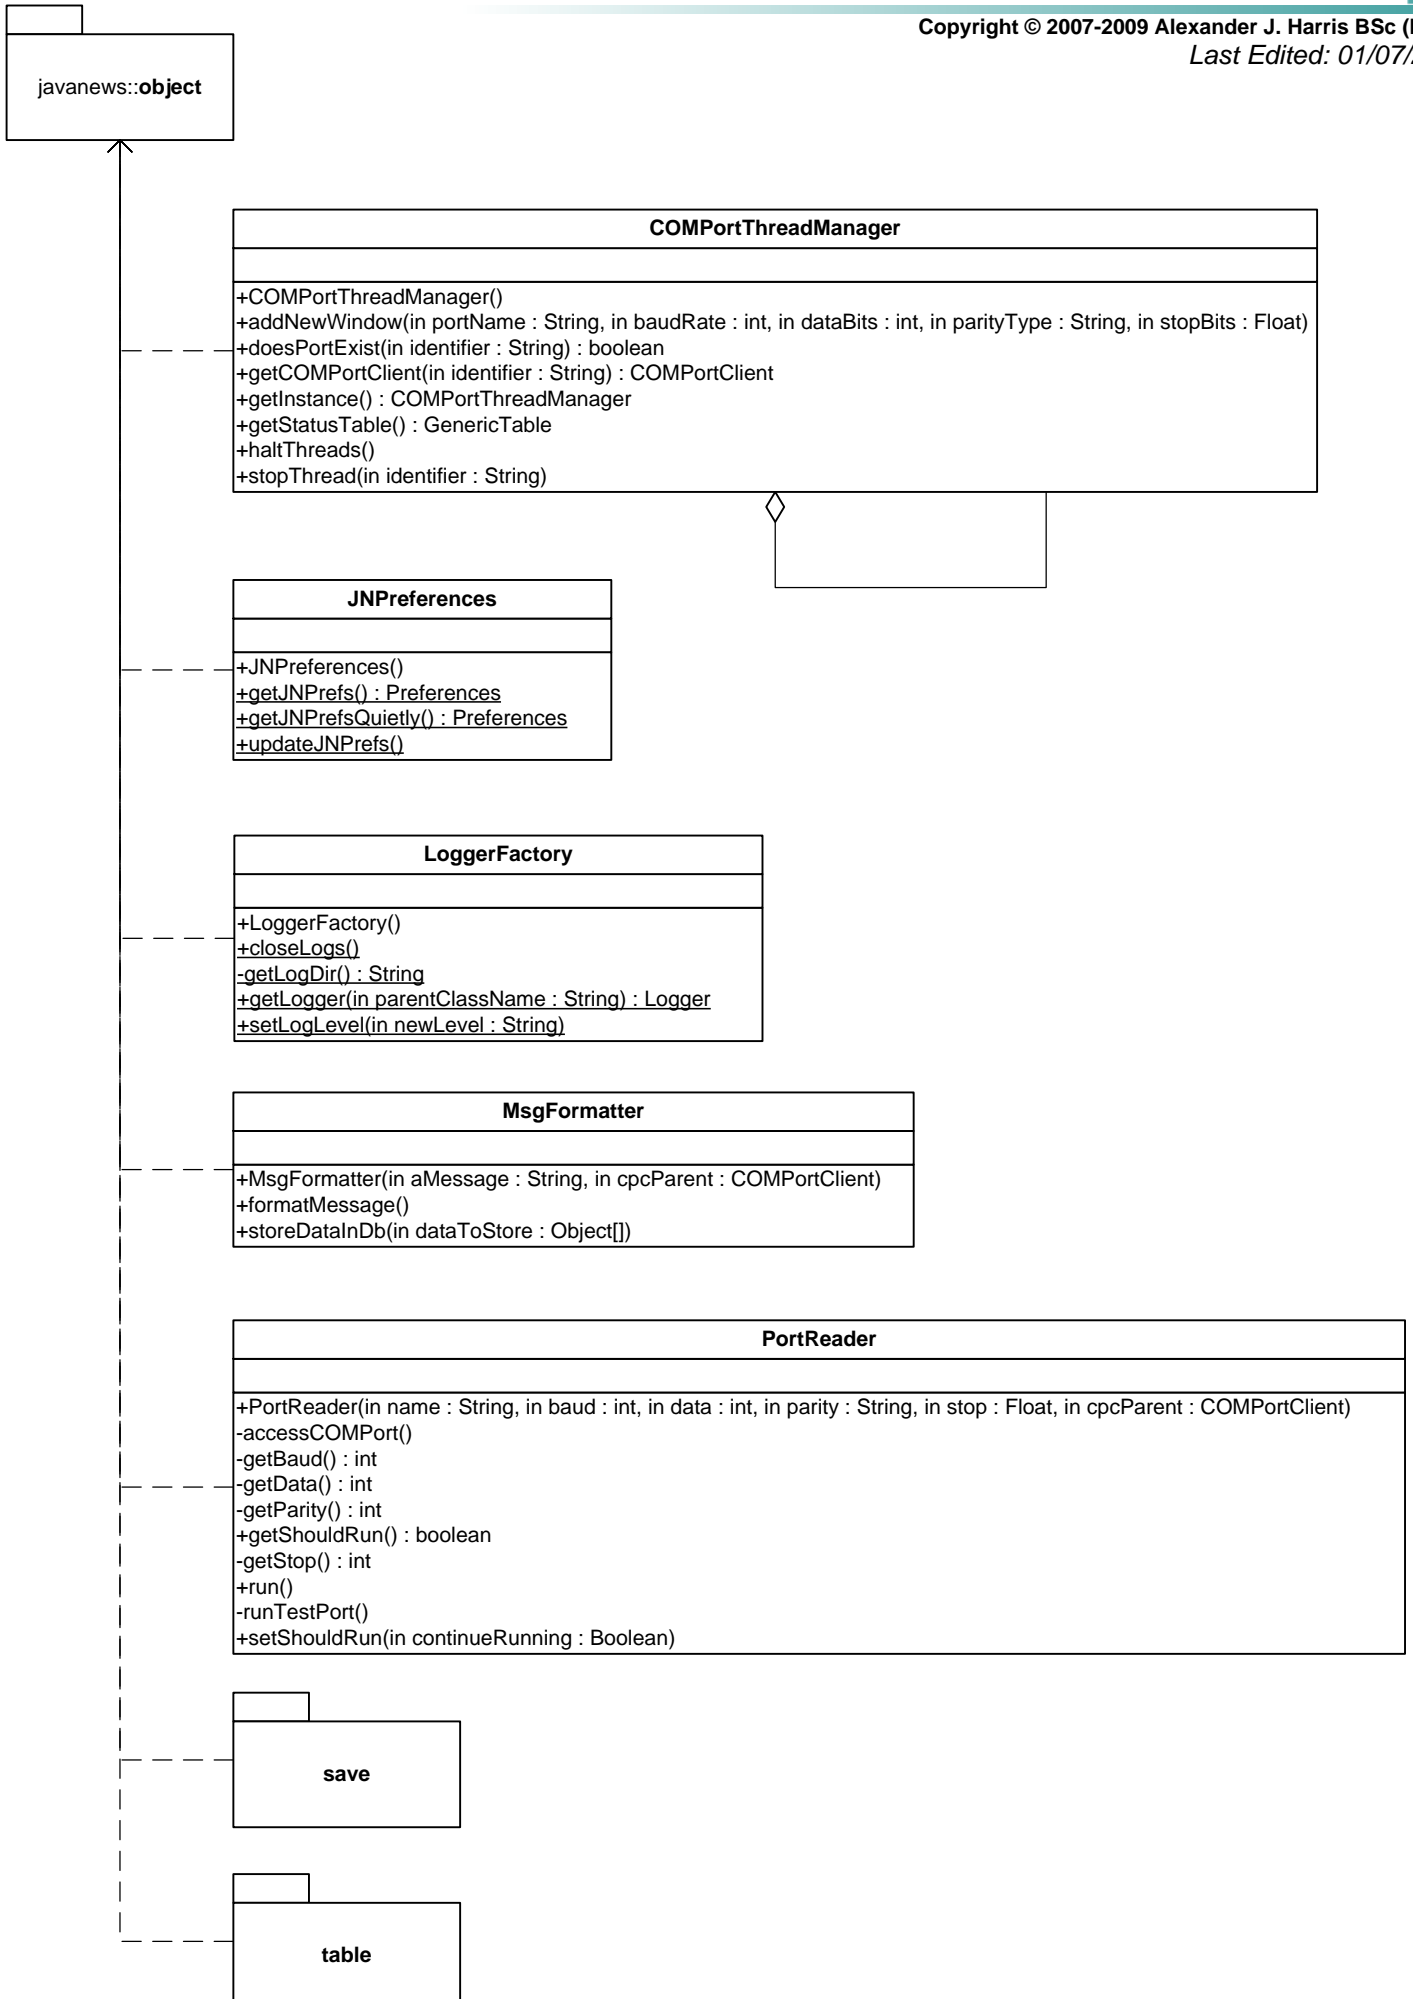 Copyright © 2007-2009 Alexander J. Harris BSc
Last Edited: 01/07/
javanews::object
COMPortThreadManager
+COMPortThreadManager()
+addNewWindow(in portName : String, in baudRate : int, in dataBits : int, in parityType : String, in stopBits : Float)
+doesPortExist(in identifier : String) : boolean
+getCOMPortClient(in identifier : String) : COMPortClient
+getInstance() : COMPortThreadManager
+getStatusTable() : GenericTable
+haltThreads()
+stopThread(in identifier : String)
JNPreferences
+JNPreferences()
+getJNPrefs() : Preferences
+getJNPrefsQuietly() : Preferences
+updateJNPrefs()
LoggerFactory
+LoggerFactory()
+closeLogs()
-getLogDir() : String
+getLogger(in parentClassName : String) : Logger
+setLogLevel(in newLevel : String)
MsgFormatter
+MsgFormatter(in aMessage : String, in cpcParent : COMPortClient)
+formatMessage()
+storeDataInDb(in dataToStore : Object[])
PortReader
+PortReader(in name : String, in baud : int, in data : int, in parity : String, in stop : Float, in cpcParent : COMPortClient)
-accessCOMPort()
-getBaud() : int
-getData() : int
-getParity() : int
+getShouldRun() : boolean
-getStop() : int
+run()
-runTestPort()
+setShouldRun(in continueRunning : Boolean)
save
table